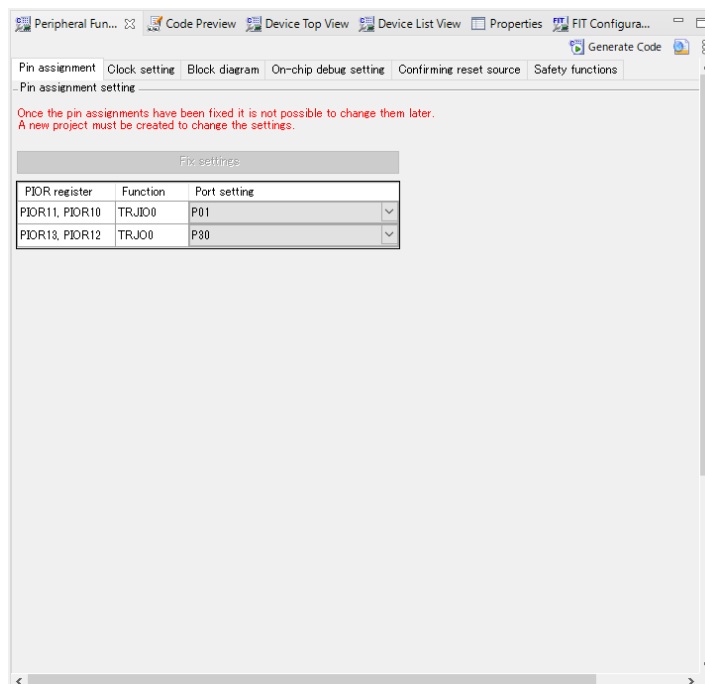 Peripheral Fun... Code Preview Device Top View Device List View Properties FIT Configura...
Generate Code
Pin assignment Clock setting Block diagram On-chip debug setting Confirming reset source Safety functions
Pin assignment setting
Once the pin assignments have been fixed it is not possible to change them later.
A new project must be created to change the settings.
Fix settings
PIOR register Function Port setting
PIOR11, PIOR10 TRJIO0 P01
PIOR13, PIOR12 TRJO0 P30